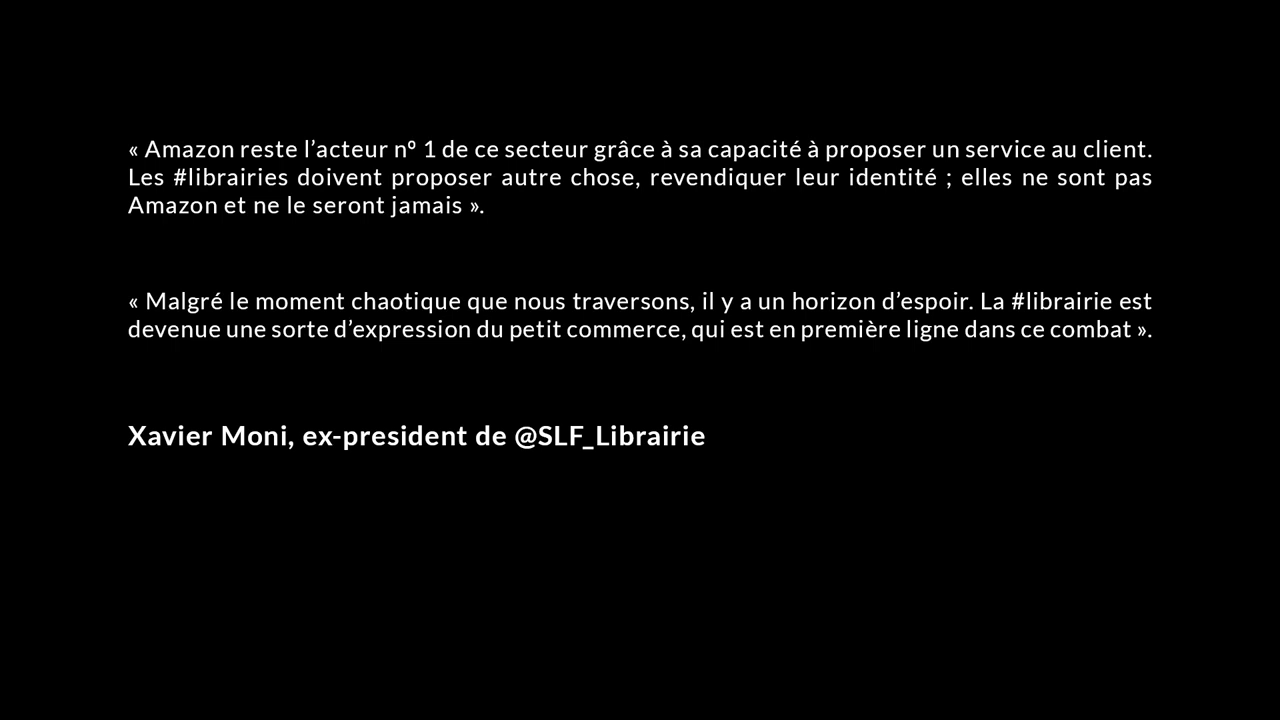 « Amazon reste l’acteur nº 1 de ce secteur grâce à sa capacité à proposer un service au client.
Les #librairies doivent proposer autre chose, revendiquer leur identité ; elles ne sont pas
Amazon et ne le seront jamais ».
« Malgré le moment chaotique que nous traversons, il y a un horizon d’espoir. La #librairie est
devenue une sorte d’expression du petit commerce, qui est en première ligne dans ce combat ».
Xavier Moni, ex-president de @SLF_Librairie